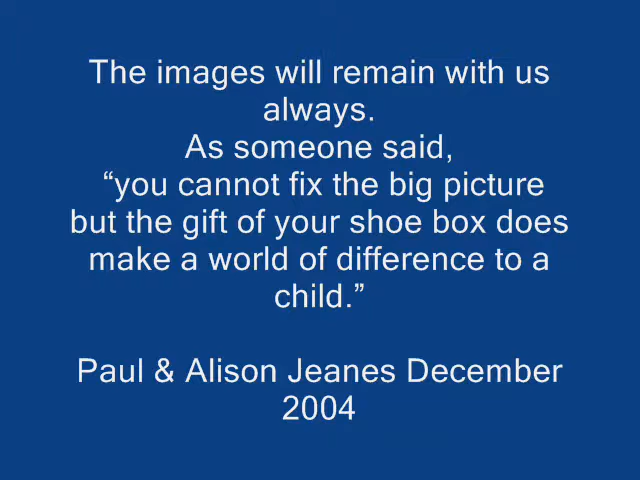 The images will remain with us
always.
As someone said,
“you cannot fix the big picture
but the gift of your shoe box does
make a world of difference to a
child.”
Paul & Alison Jeanes December
2004